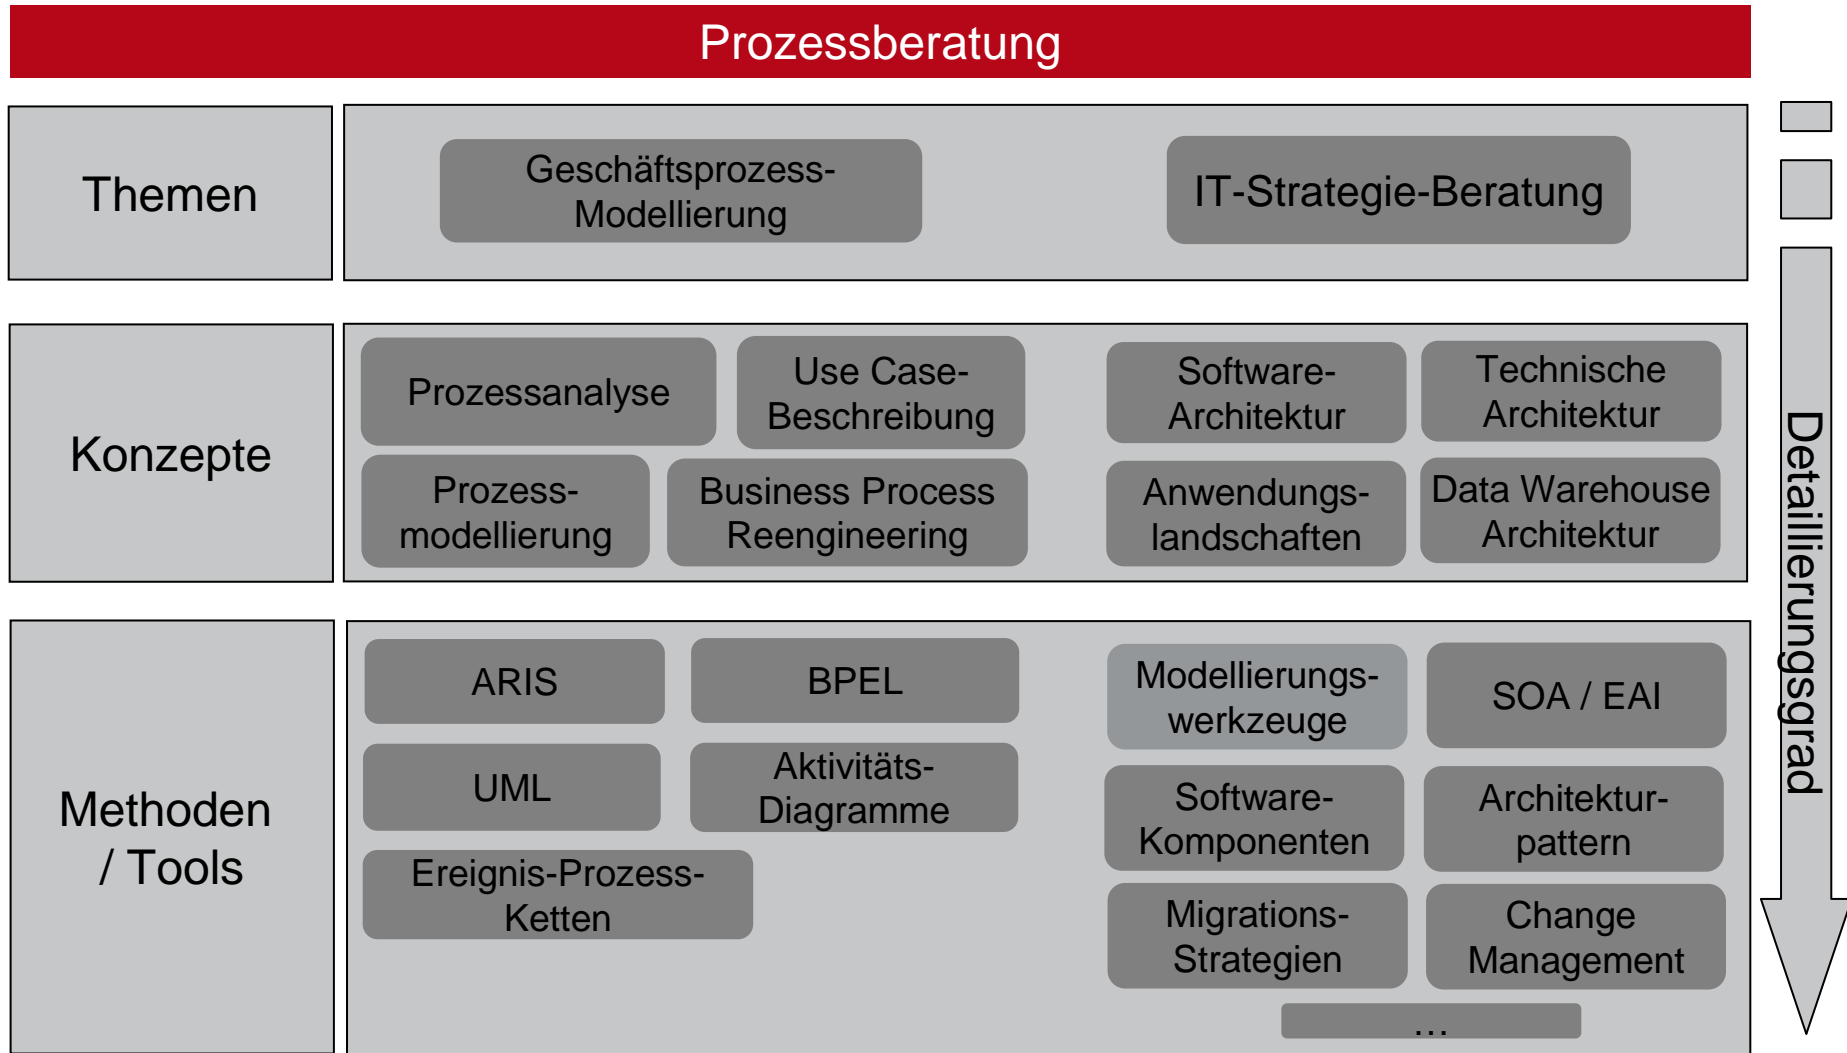 Prozessberatung
Themen
Geschäftsprozess-
Modellierung
IT-Strategie-Beratung
Konzepte
Prozessanalyse
Use Case-
Beschreibung
Software-
Architektur
Technische
Architektur
Prozess-
modellierung
Business Process
Reengineering
Anwendungs-
landschaften
Data Warehouse
Architektur
Methoden
/ Tools
ARIS
BPEL
Modellierungs-
werkzeuge
SOA / EAI
UML
Aktivitäts-
Diagramme
Software-
Komponenten
Architektur-
pattern
Ereignis-Prozess-
Ketten
Migrations-
Strategien
Change
Management
...
Detaillierungsgrad